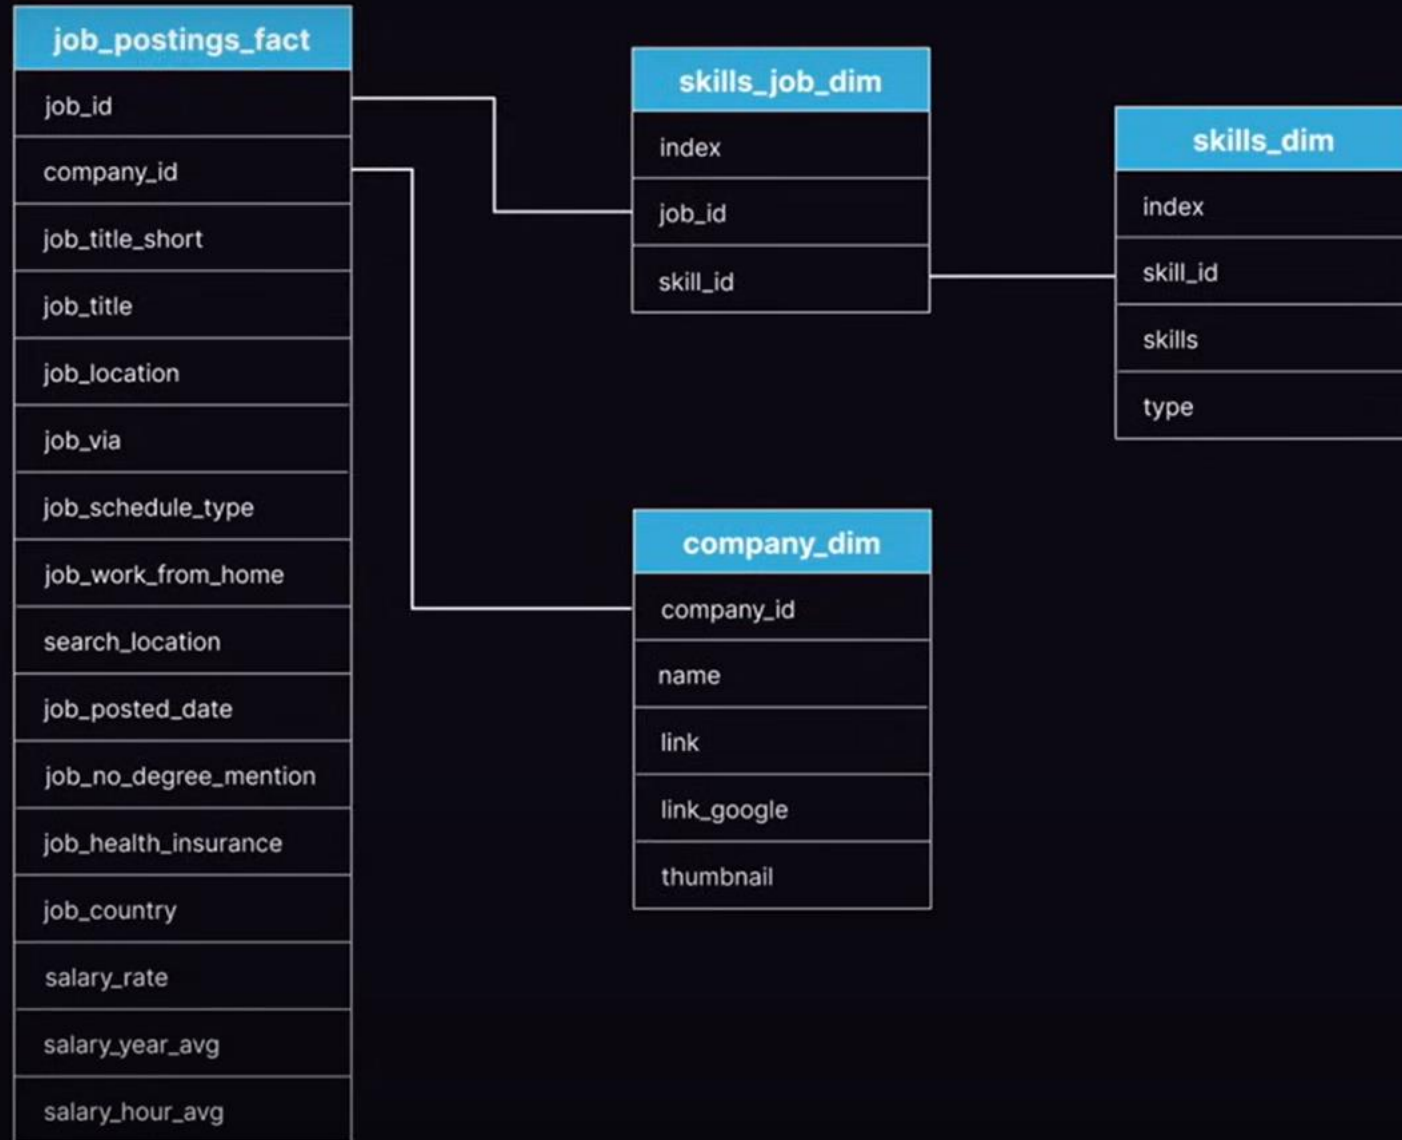 job_postings_fact
job_id
company_id
job_title_short
job_title
job_location
job_via
job_schedule_type
job_work_from_home
search_location
job_posted_date
job_no_degree_mention
job_health_insurance
job_country
salary_rate
salary_year_avg
salary_hour_avg
skills_job_dim
index
job_id
skill_id
skills_dim
index
skill_id
skills
type
company_dim
company_id
name
link
link_google
thumbnail